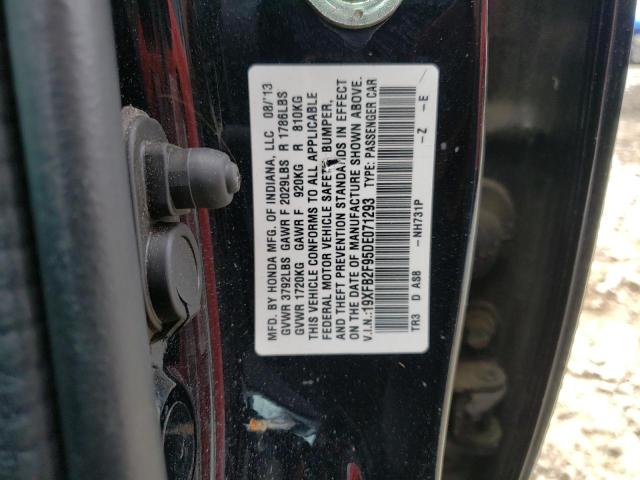 MFD. BY HONDA MFG. OF INDIANA, LLC 08/'13
GVWR 3792LBS GAWR F 2029LBS R 1786LBS
GVWR 1720KG GAWR F 920KG R 810KG
THIS VEHICLE CONFORMS TO ALL APPLICABLE
FEDERAL MOTOR VEHICLE SAFETY, BUMPER,
AND THEFT PREVENTION STANDARDS IN EFFECT
ON THE DATE OF MANUFACTURE SHOWN ABOVE.
V.I.N.:19XFB2F95DE071293 TYPE: PASSENGER CAR
TR3 D AS8 -NH731P -Z -E